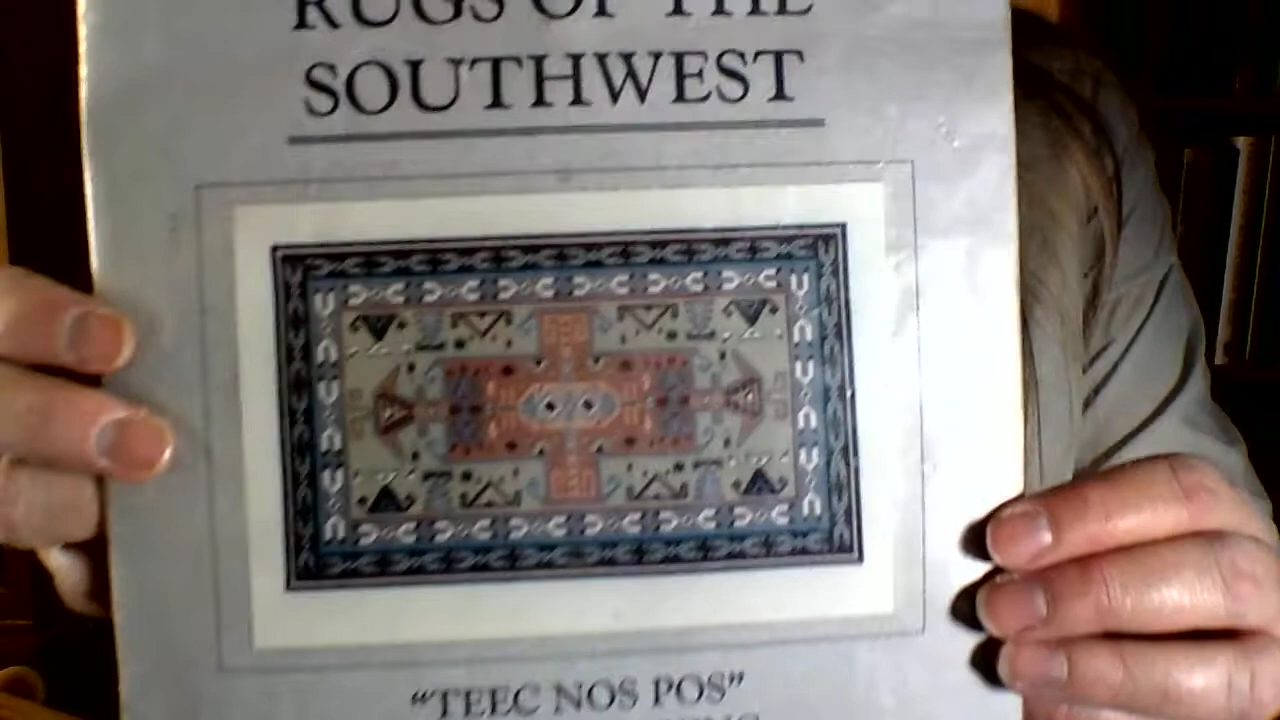 RUGS OF THE
SOUTHWEST
“TEEC NOS POS”